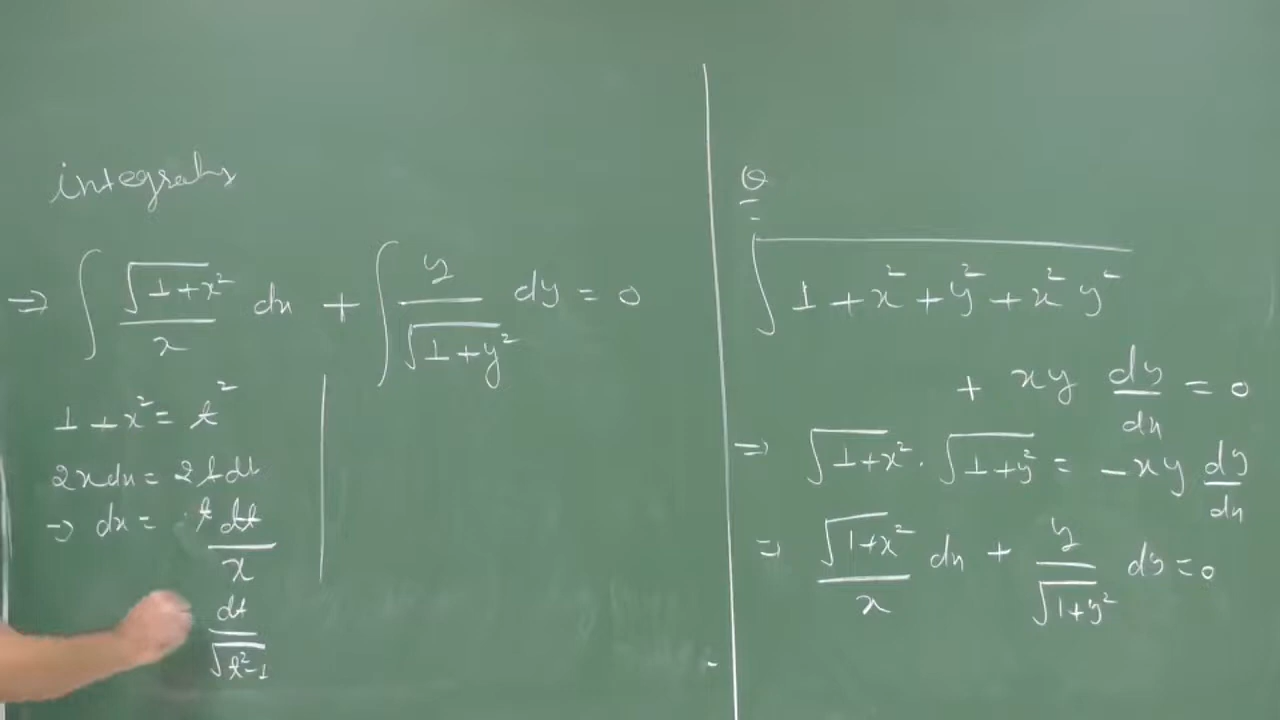 integrals
⇒ ∫ √(1+x²)/x dx + ∫ y/√(1+y²) dy = 0
1 + x² = t²
2x dx = 2t dt
→ dx = t dt/x
dt/√(t²-1)
Q
√(1 + x² + y² + x² y²)
+ xy dy/dx = 0
⇒ √(1+x²) · √(1+y²) = -xy dy/dx
⇒ √(1+x²)/x dx + y/√(1+y²) dy = 0